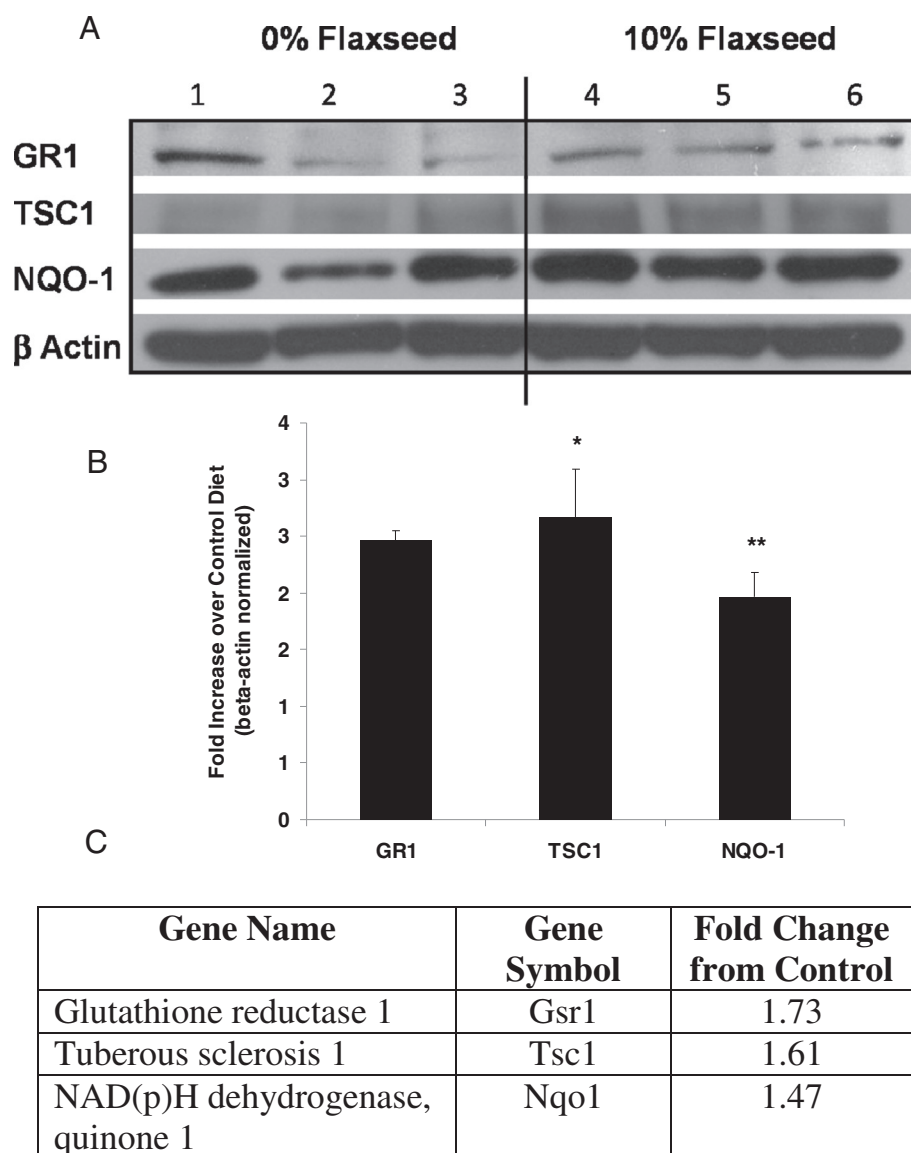 A
0% Flaxseed 10% Flaxseed
1 2 3 4 5 6
GR1
TSC1
NQO-1
β Actin
B
Fold Increase over Control Diet
(beta-actin normalized)
4
3
3
2
2
1
1
0
*
**
GR1 TSC1 NQO-1
C
Gene Name Gene Symbol Fold Change from Control
Glutathione reductase 1 Gsr1 1.73
Tuberous sclerosis 1 Tsc1 1.61
NAD(p)H dehydrogenase, quinone 1 Nqo1 1.47